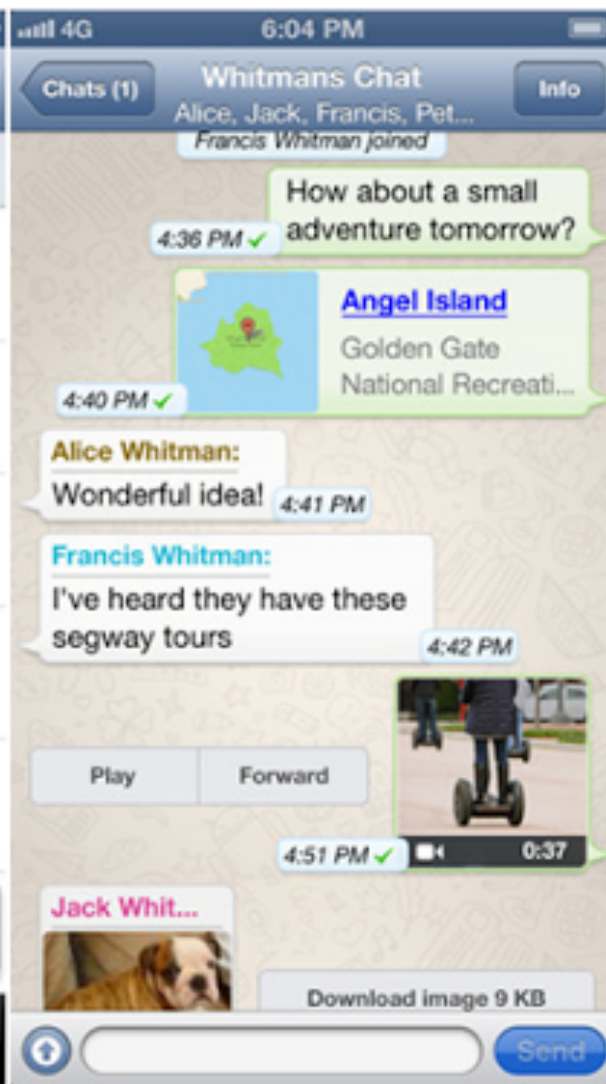 4G 6:04 PM
Chats (1) Whitmans Chat Info
Alice, Jack, Francis, Pet...
Francis Whitman joined
How about a small
adventure tomorrow?
4:36 PM
Angel Island
Golden Gate
National Recreati...
4:40 PM
Alice Whitman:
Wonderful idea! 4:41 PM
Francis Whitman:
I've heard they have these
segway tours
4:42 PM
Play Forward
4:51 PM 0:37
Jack Whit...
Download image 9 KB
Send